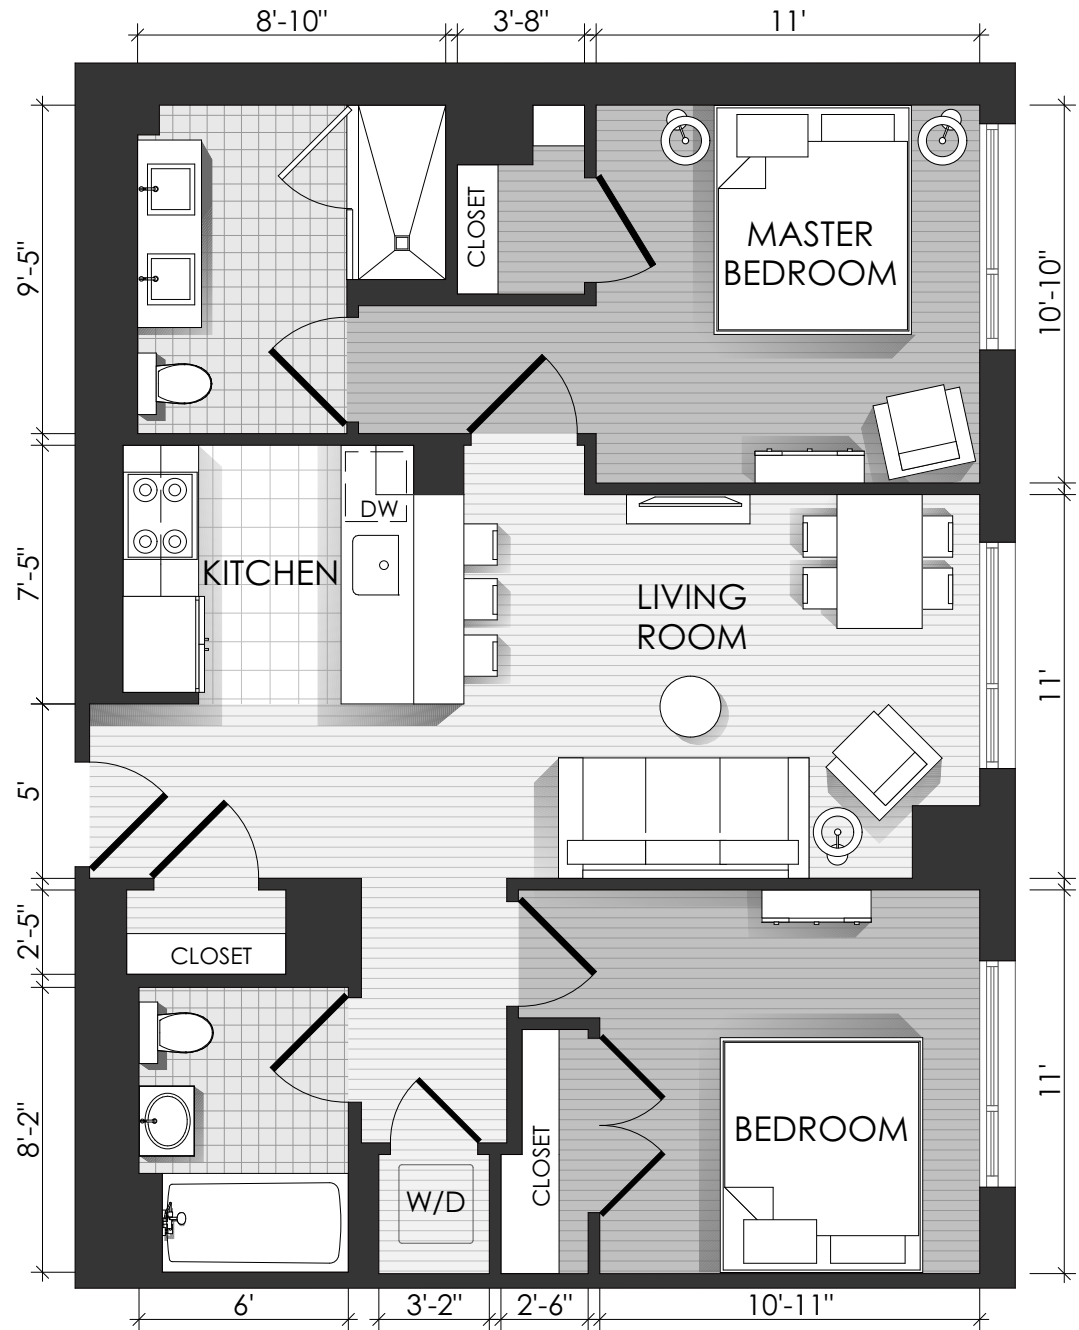 8'-10"
3'-8"
11'
9'-5"
CLOSET
MASTER
BEDROOM
10'-10"
DW
7'-5"
KITCHEN
LIVING
ROOM
11'
5'
2'-5"
CLOSET
8'-2"
W/D
CLOSET
BEDROOM
11'
6'
3'-2"
2'-6"
10'-11"